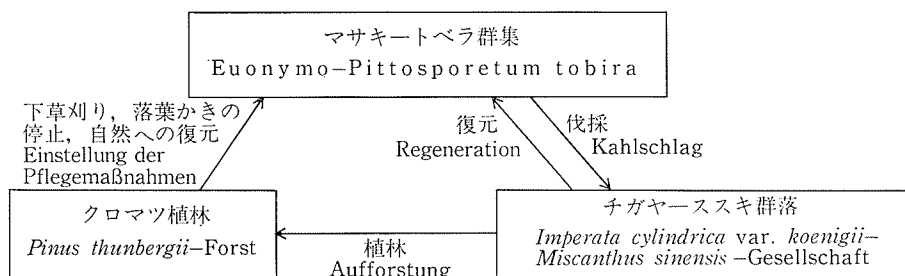 マサキートベラ群集
Euonymo–Pittosporetum tobira
下草刈り，落葉かきの
停止，自然への復元
Einstellung der
Pflegemaßnahmen
復元
Regeneration
伐採
Kahlschlag
クロマツ植林
Pinus thunbergii–Forst
植林
Aufforstung
チガヤーススキ群落
Imperata cylindrica var. koenigii–
Miscanthus sinensis –Gesellschaft